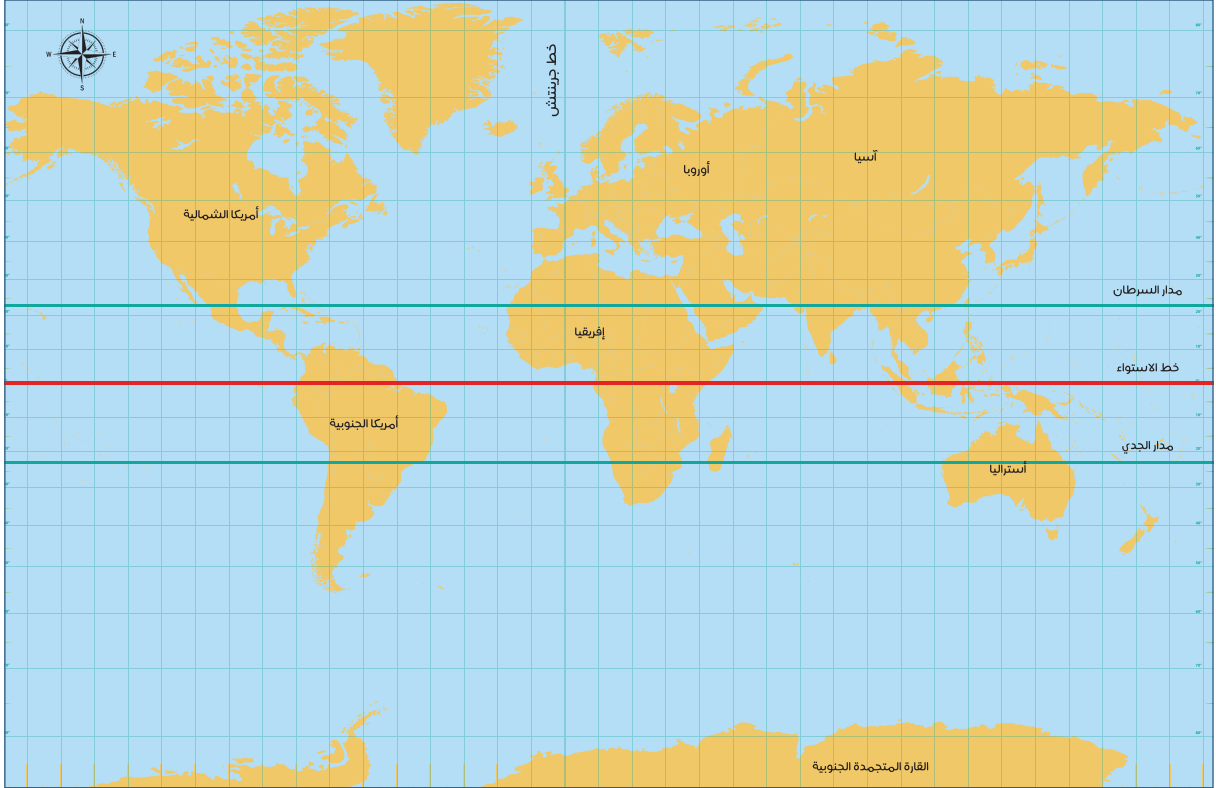 N
W
E
S
خط جرينتش
آسيا
أوروبا
أمريكا الشمالية
مدار السرطان
إفريقيا
خط الاستواء
أمريكا الجنوبية
مدار الجدي
أستراليا
القارة المتجمدة الجنوبية